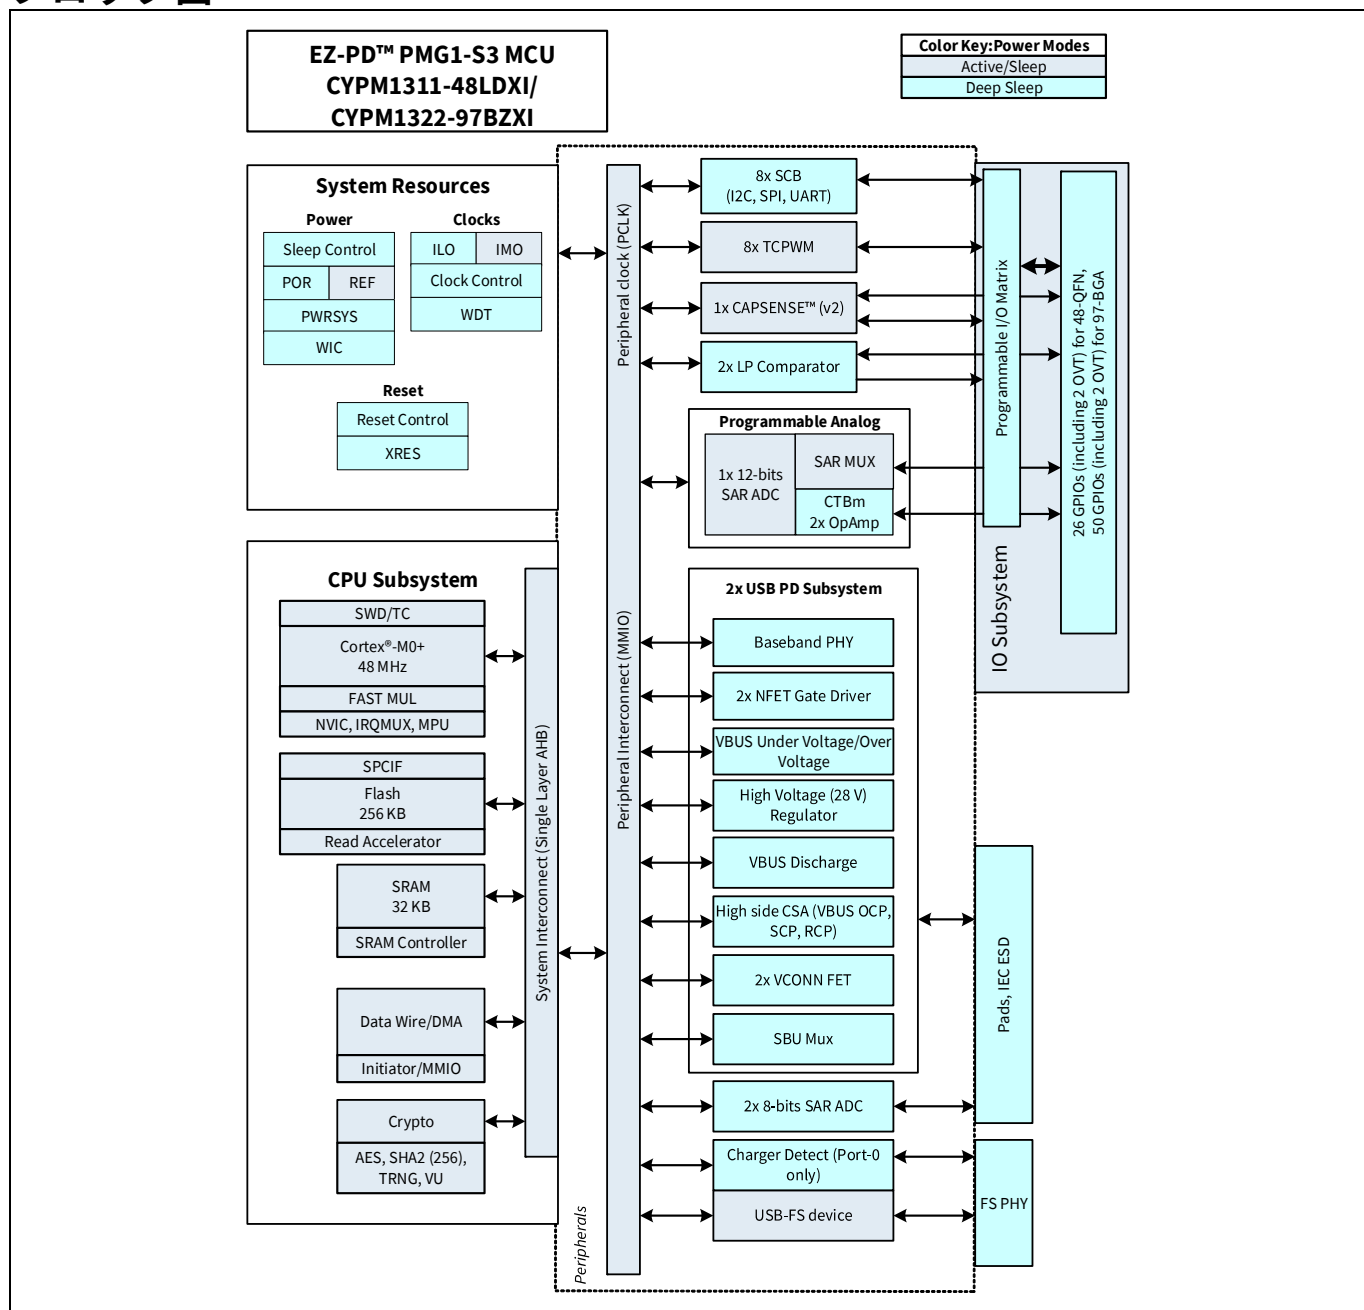 ブロック図
EZ-PD™ PMG1-S3 MCU
CYPM1311-48LDXI/
CYPM1322-97BZXI
Color Key:Power Modes
Active/Sleep
Deep Sleep
System Resources
Power
Sleep Control
POR
REF
PWRSYS
WIC
Clocks
ILO
IMO
Clock Control
WDT
Reset
Reset Control
XRES
CPU Subsystem
SWD/TC
Cortex®-M0+
48 MHz
FAST MUL
NVIC, IRQMUX, MPU
SPCIF
Flash
256 KB
Read Accelerator
SRAM
32 KB
SRAM Controller
Data Wire/DMA
Initiator/MMIO
Crypto
AES, SHA2 (256),
TRNG, VU
System Interconnect (Single Layer AHB)
Peripherals
Peripheral clock (PCLK)
Peripheral Interconnect (MMIO)
8x SCB
(I2C, SPI, UART)
8x TCPWM
1x CAPSENSE™ (v2)
2x LP Comparator
Programmable Analog
1x 12-bits
SAR ADC
SAR MUX
CTBm
2x OpAmp
2x USB PD Subsystem
Baseband PHY
2x NFET Gate Driver
VBUS Under Voltage/Over
Voltage
High Voltage (28 V)
Regulator
VBUS Discharge
High side CSA (VBUS OCP,
SCP, RCP)
2x VCONN FET
SBU Mux
2x 8-bits SAR ADC
Charger Detect (Port-0
only)
USB-FS device
Programmable I/O Matrix
26 GPIOs (including 2 OVT) for 48-QFN,
50 GPIOs (including 2 OVT) for 97-BGA
IO Subsystem
Pads, IEC ESD
FS PHY